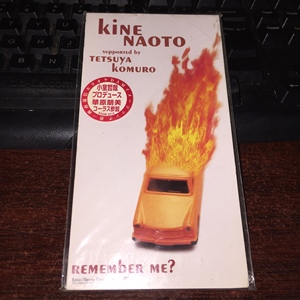 KINE
NAOTO
supported by
TETSUYA
KOMURO
小室哲哉
プロデュース
華原朋美
コーラス参加
REMEMBER ME?